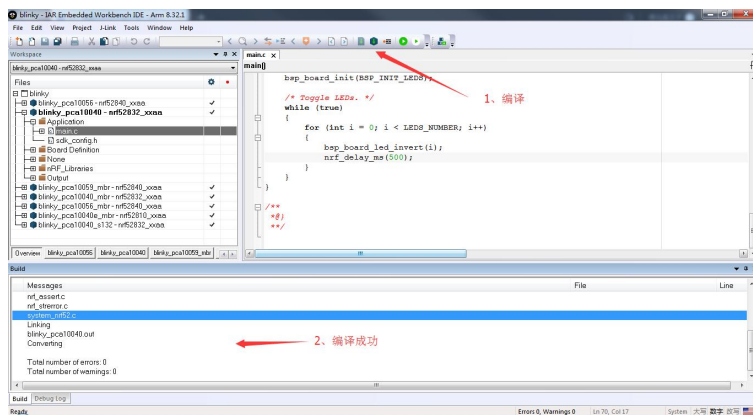 blinky - IAR Embedded Workbench IDE - Arm 8.32.1
File Edit View Project J-Link Tools Window Help
Workspace
blinky_pca10040 - nrf52832_xxaa
Files
blinky
blinky_pca10056 - nrf52840_xxaa
blinky_pca10040 - nrf52832_xxaa
Application
main.c
sdk_config.h
Board Definition
None
nRF_Libraries
Output
blinky_pca10059_mbr - nrf52840_xxaa
blinky_pca10040_mbr - nrf52832_xxaa
blinky_pca10056_mbr - nrf52840_xxaa
blinky_pca10040e_mbr - nrf52810_xxaa
blinky_pca10040_s132 - nrf52832_xxaa
Overview blinky_pca10056 blinky_pca10040 blinky_pca10059_mbr
main.c x
main()
bsp_board_init(BSP_INIT_LEDS);
/* Toggle LEDs. */
while (true)
{
for (int i = 0; i < LEDS_NUMBER; i++)
{
bsp_board_led_invert(i);
nrf_delay_ms(500);
}
}
}
/**
*@}
**/
1、编译
Build
Messages File Line
nrf_assert.c
nrf_strerror.c
system_nrf52.c
Linking
blinky_pca10040.out
Converting
2、编译成功
Total number of errors: 0
Total number of warnings: 0
Build Debug Log
Ready Errors 0, Warnings 0 Ln 70, Col 17 System 大写 数字 改写